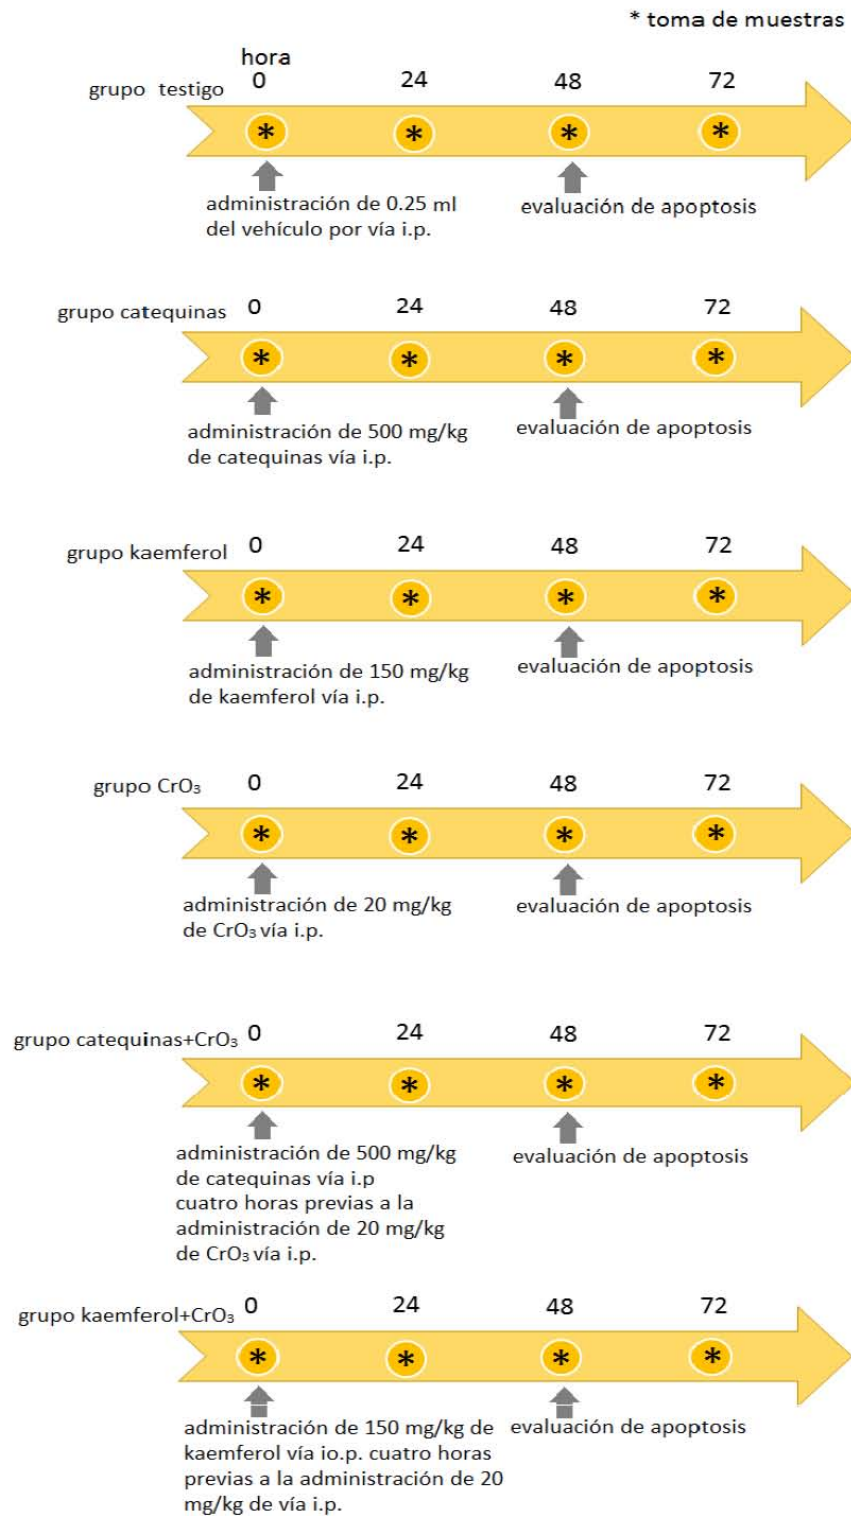 * toma de muestras
hora
grupo testigo 0 24 48 72
* * * *
administración de 0.25 ml
del vehículo por vía i.p.
evaluación de apoptosis
grupo catequinas 0 24 48 72
* * * *
administración de 500 mg/kg
de catequinas vía i.p.
evaluación de apoptosis
grupo kaemferol 0 24 48 72
* * * *
administración de 150 mg/kg
de kaemferol vía i.p.
evaluación de apoptosis
grupo CrO₃ 0 24 48 72
* * * *
administración de 20 mg/kg
de CrO₃ vía i.p.
evaluación de apoptosis
grupo catequinas+CrO₃ 0 24 48 72
* * * *
administración de 500 mg/kg
de catequinas vía i.p
cuatro horas previas a la
administración de 20 mg/kg
de CrO₃ vía i.p.
evaluación de apoptosis
grupo kaemferol+CrO₃ 0 24 48 72
* * * *
administración de 150 mg/kg de
kaemferol vía io.p. cuatro horas
previas a la administración de 20
mg/kg de vía i.p.
evaluación de apoptosis